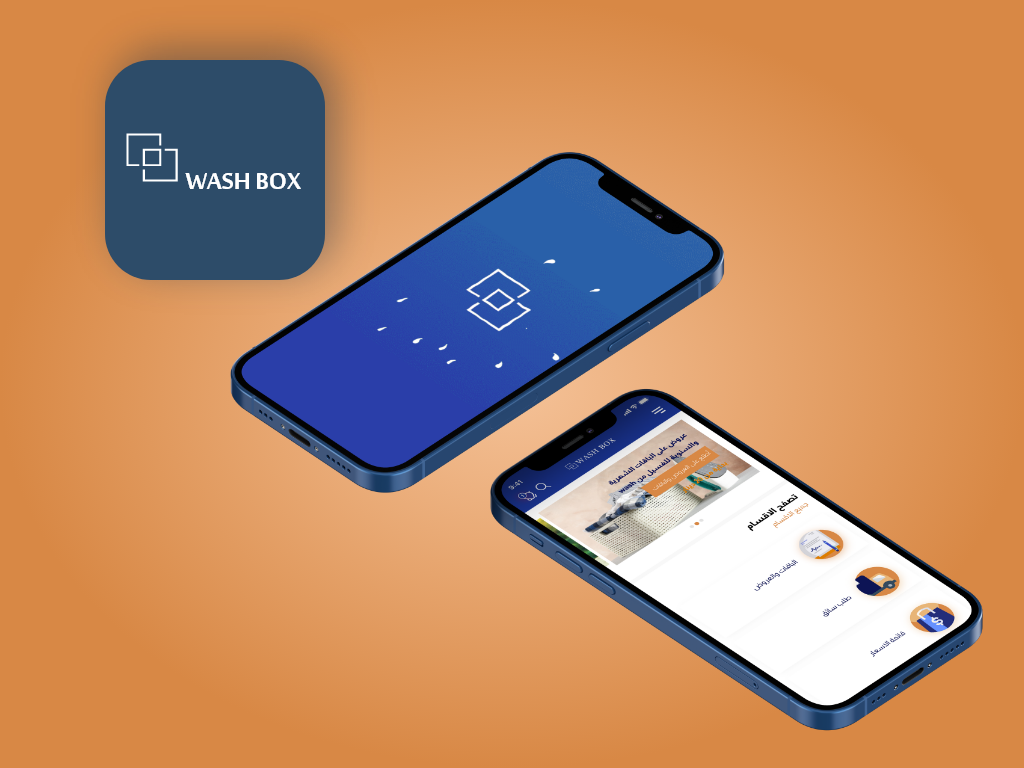 WASH BOX
9:41
WASH BOX
عروض على الباقات الشهرية
والسنوية للغسيل من wash
تصفح الاقسام
جميع الاقسام
الباقات والعروض
طلب سائق
قائمة الاسعار